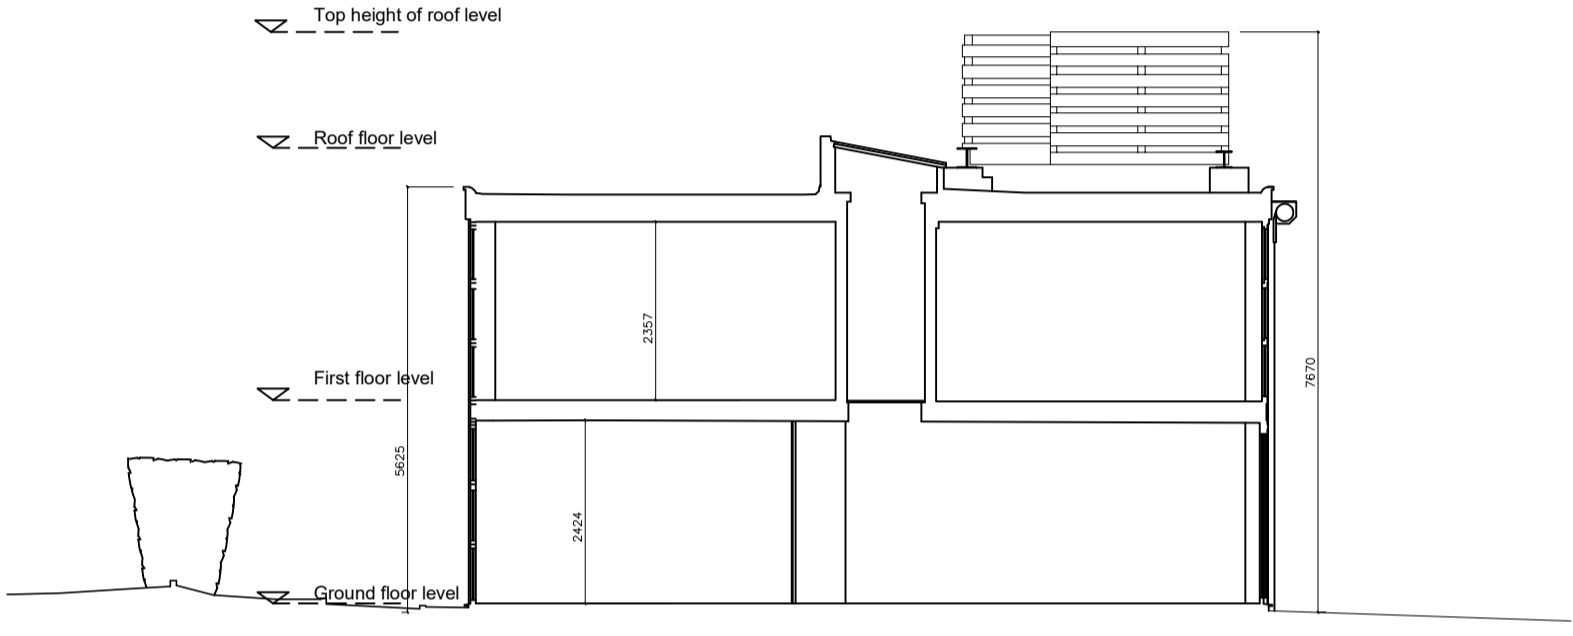 Top height of roof level
Roof floor level
2357
First floor level
7670
5625
2424
Ground floor level